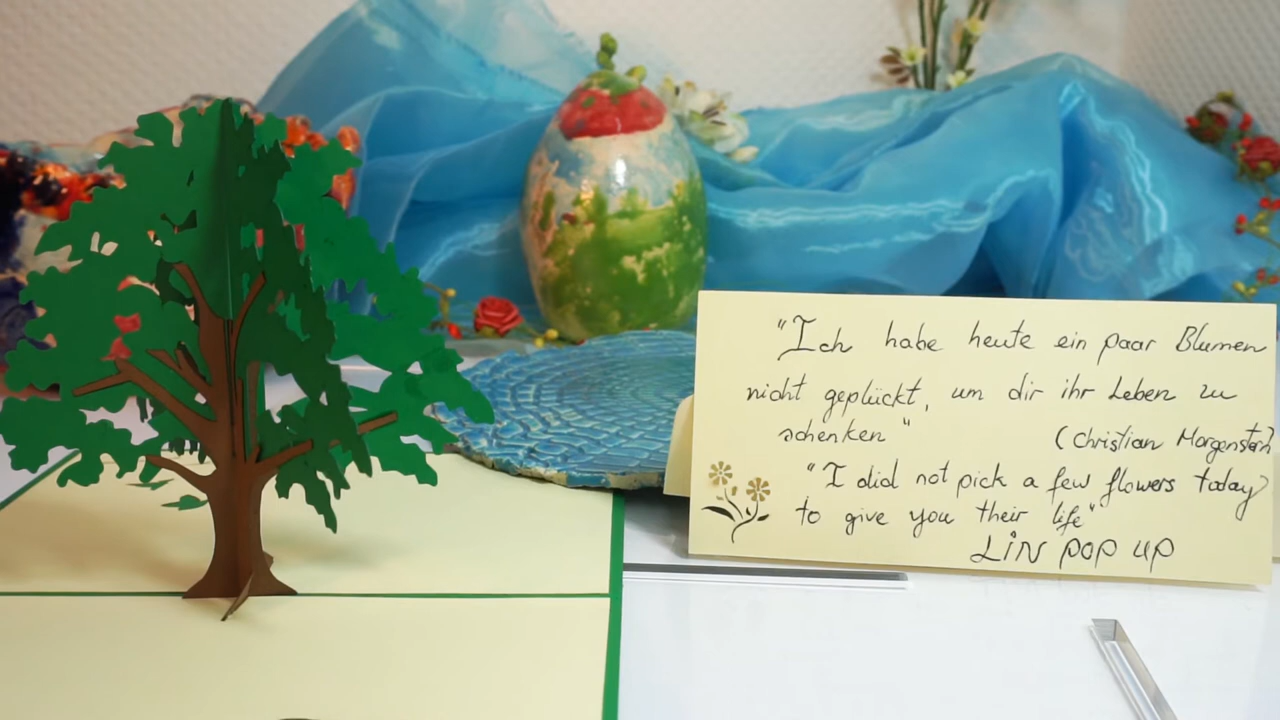 "Ich habe heute ein paar Blumen
nicht geplückt, um dir ihr Leben zu
schenken"
(Christian Morgenstern)
"I did not pick a few flowers today
to give you their life"
LIN POP UP